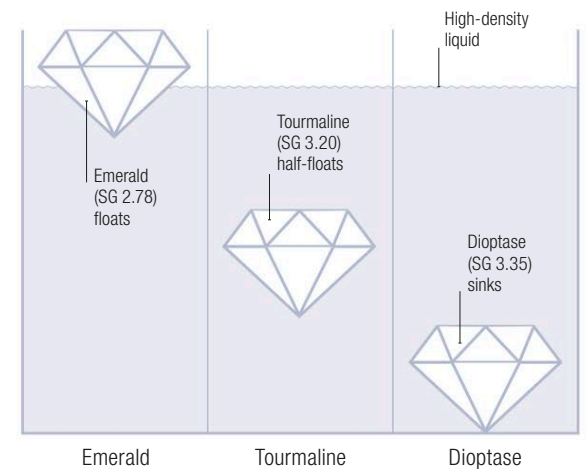 High-density
liquid
Tourmaline
(SG 3.20)
half-floats
Emerald
(SG 2.78)
floats
Dioptase
(SG 3.35)
sinks
Emerald
Tourmaline
Dioptase